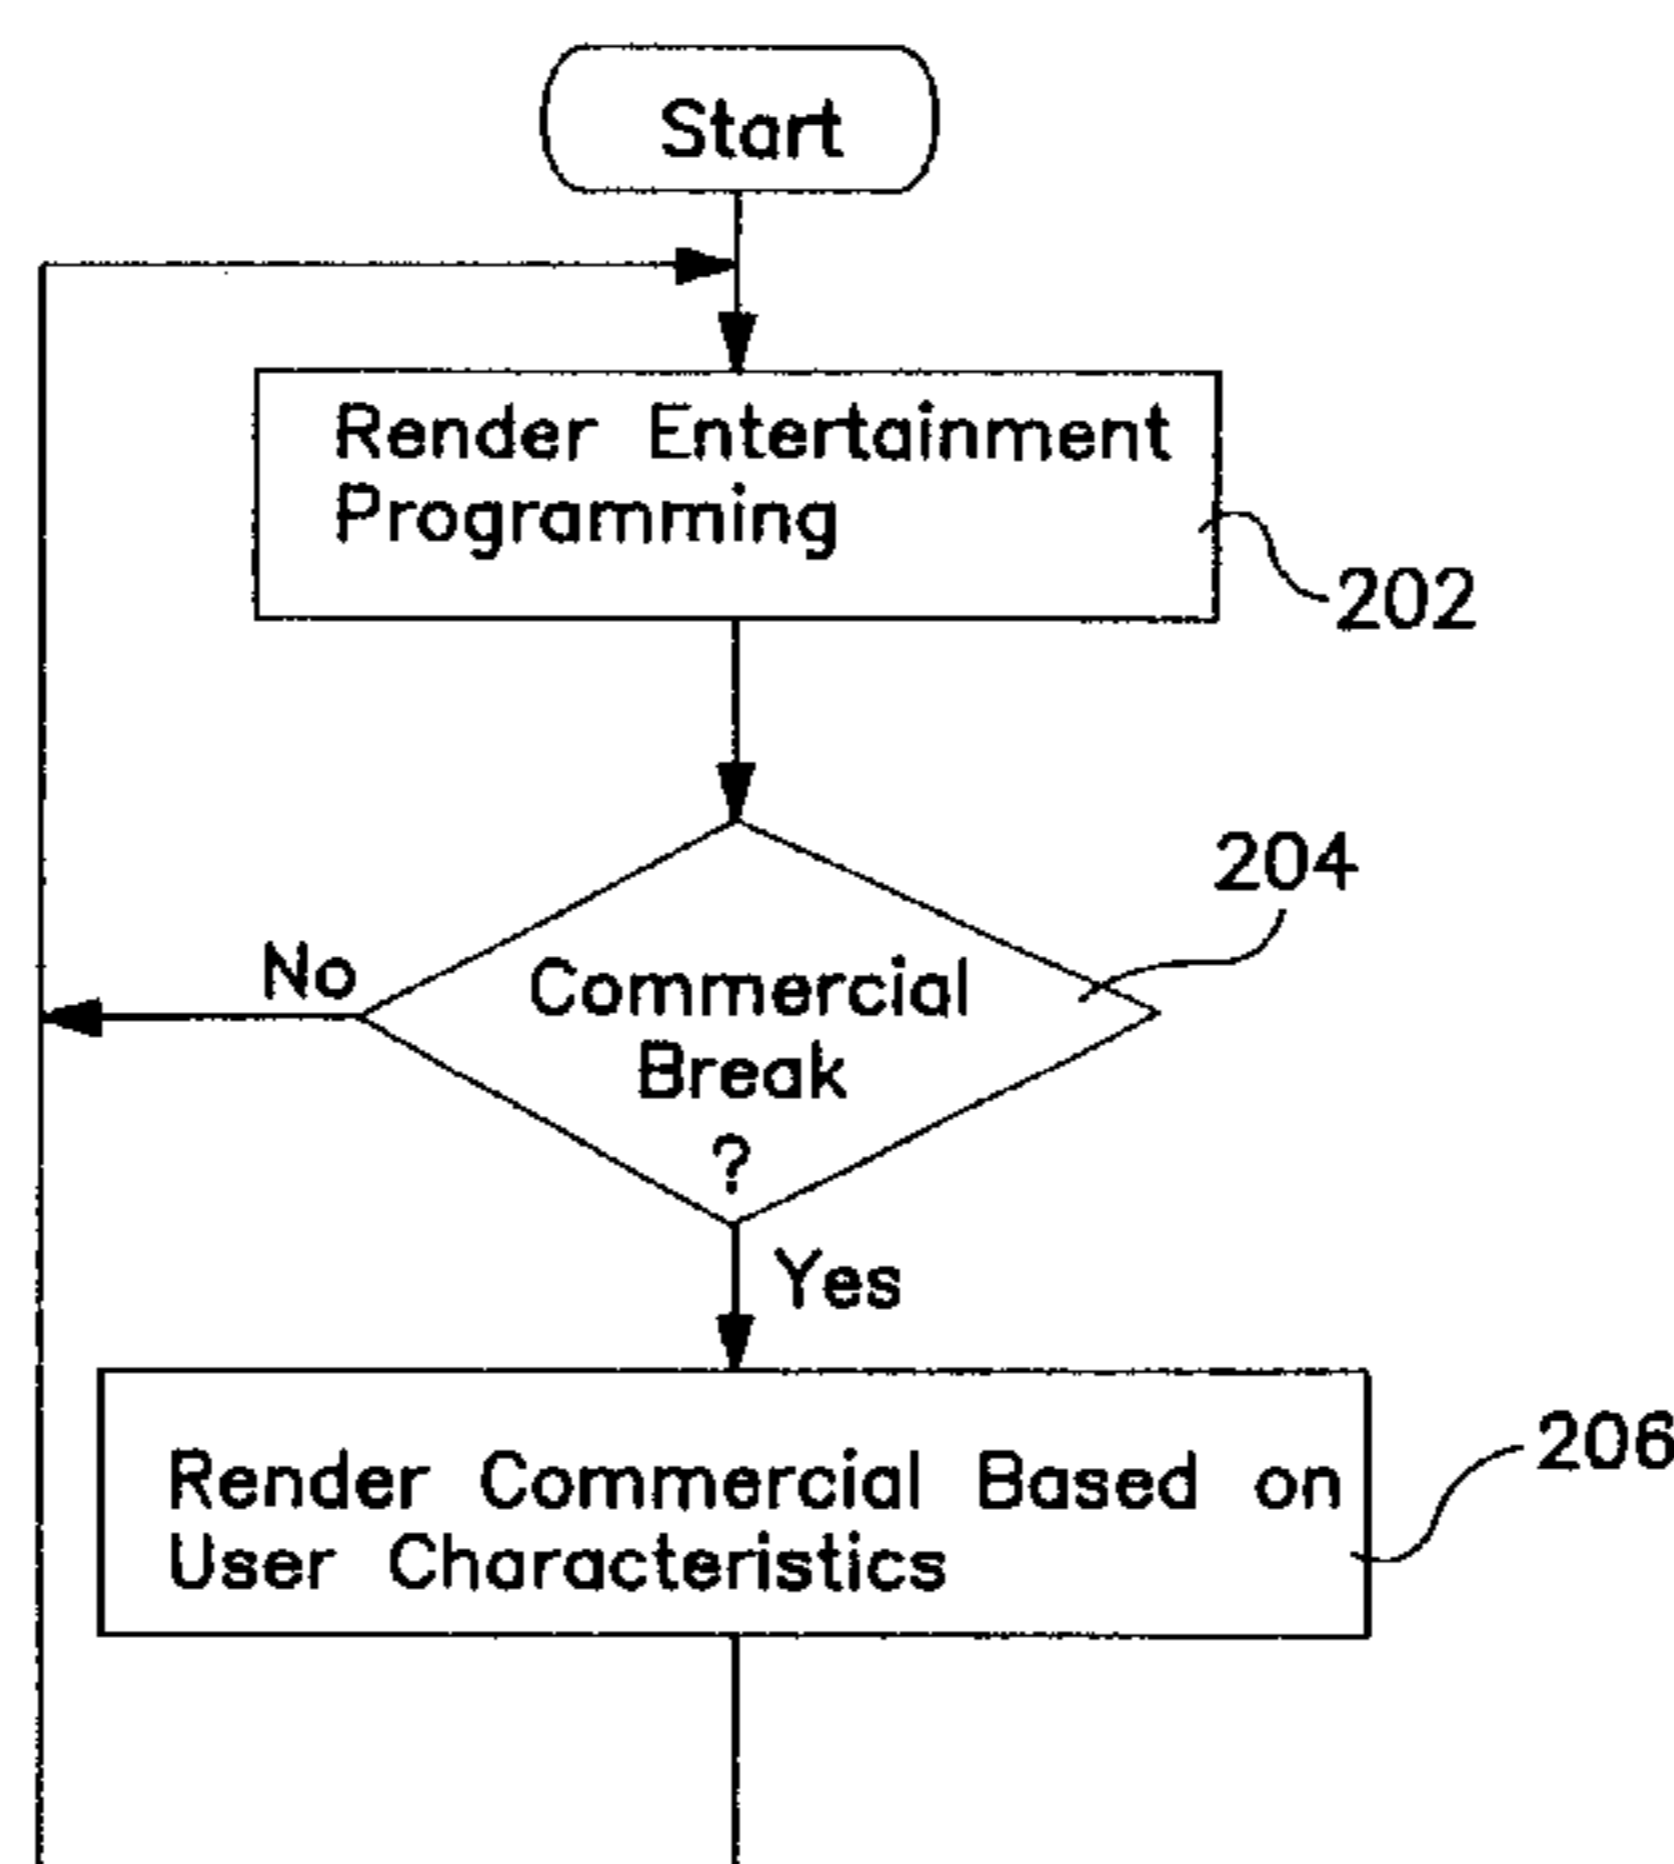 Start
Render Entertainment
Programming
202
204
No
Commercial
Break
?
Yes
206
Render Commercial Based on
User Characteristics